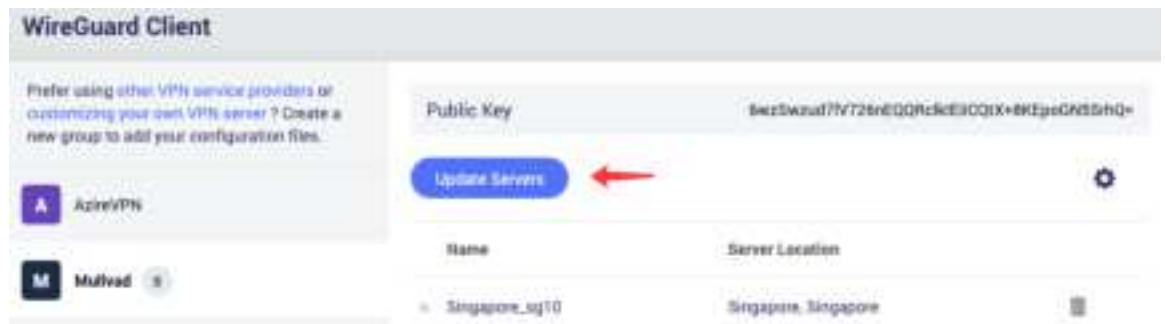 WireGuard Client
Prefer using other VPN service providers or
customizing your own VPN server ? Create a
new group to add your configuration files.
Public Key
Update Servers
A
AzireVPN
Name
Server Location
M
Mullvad
Singapore_sg10
Singapore, Singapore